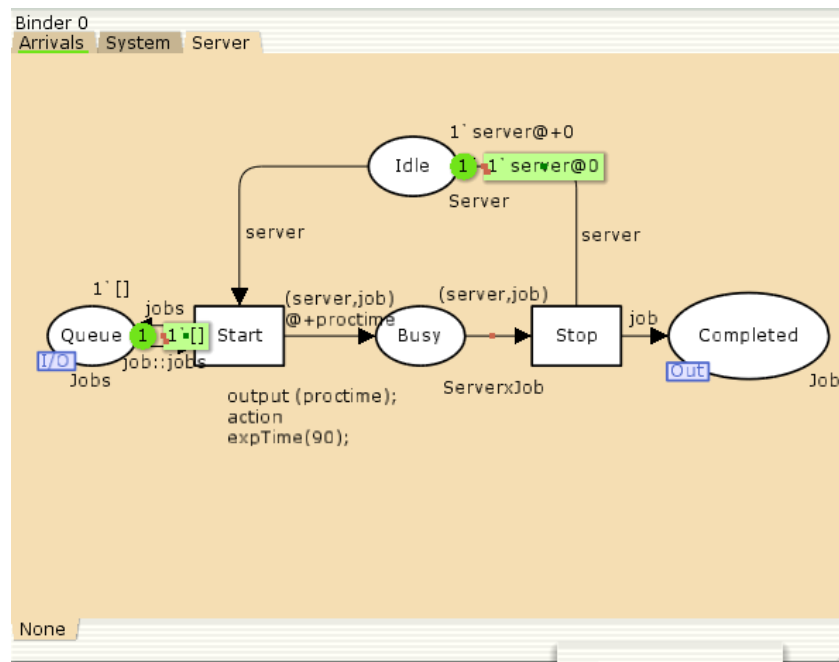 Binder 0
Arrivals System Server
1`server@+0
Idle
1 1`server@0
Server
server
server
1`[]
jobs
(server,job)
@+proctime
(server,job)
job
Queue
1 1`[]
Start
Busy
Stop
Completed
I/O
Jobs
job::jobs
Out
Job
ServerxJob
output (proctime);
action
expTime(90);
None